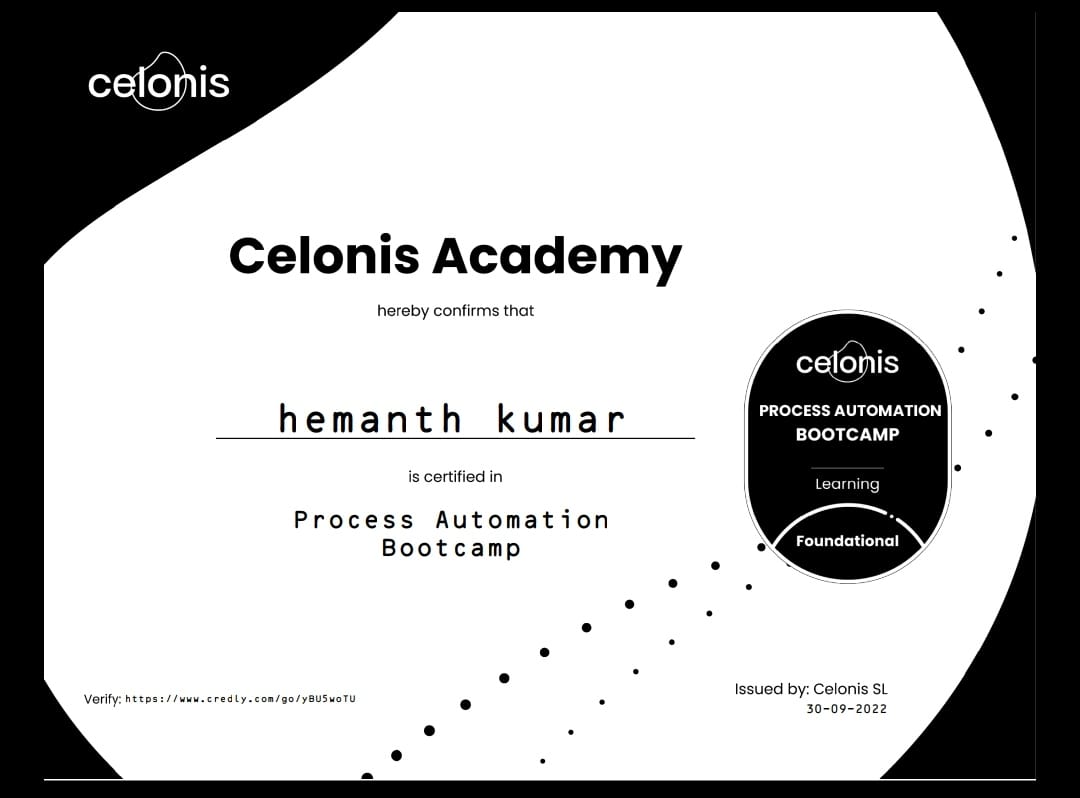 celonis
Celonis Academy
hereby confirms that
hemanth kumar
is certified in
Process Automation
Bootcamp
celonis
PROCESS AUTOMATION
BOOTCAMP
Learning
Foundational
Verify: https://www.credly.com/go/yBU5woTU
Issued by: Celonis SL
30-09-2022